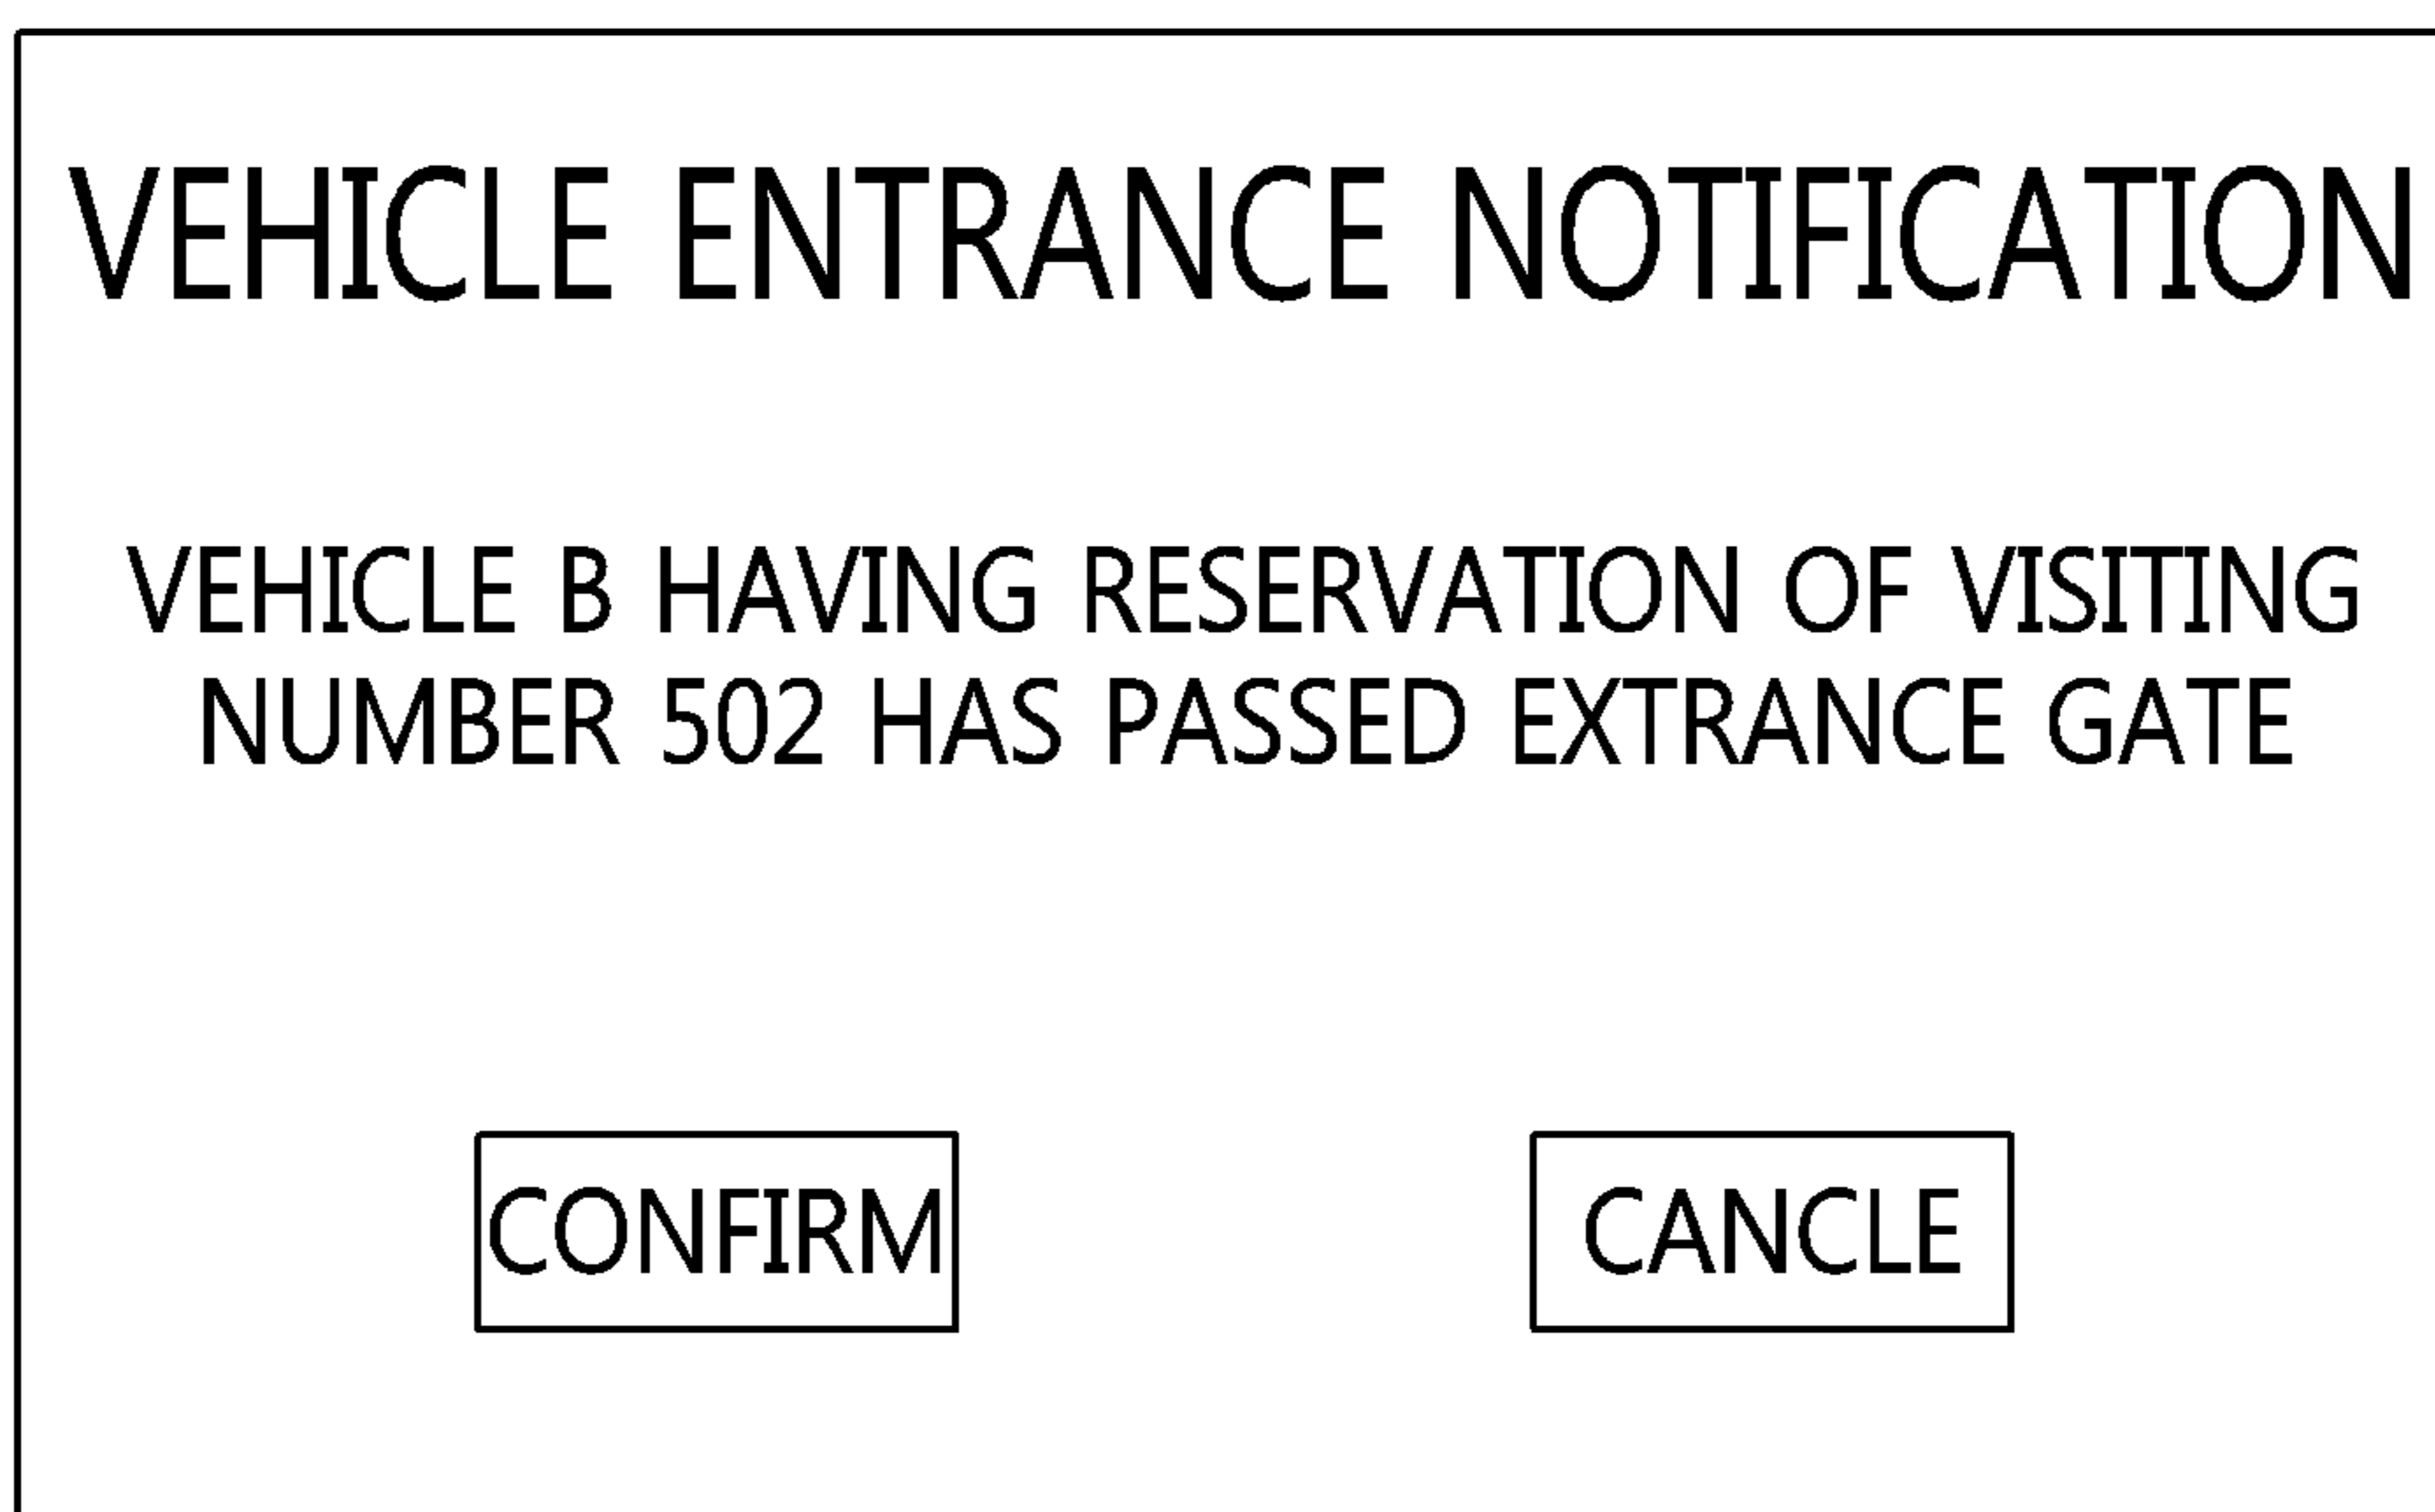 VEHICLE ENTRANCE NOTIFICATION
VEHICLE B HAVING RESERVATION OF VISITING
NUMBER 502 HAS PASSED EXTRANCE GATE
CONFIRM
CANCLE